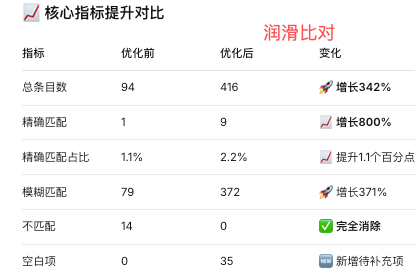 📈 核心指标提升对比
润滑比对
指标 优化前 优化后 变化
总条目数 94 416 🚀 增长342%
精确匹配 1 9 📈 增长800%
精确匹配占比 1.1% 2.2% 📈 提升1.1个百分点
模糊匹配 79 372 🚀 增长371%
不匹配 14 0 ✅ 完全消除
空白项 0 35 🆕 新增待补充项